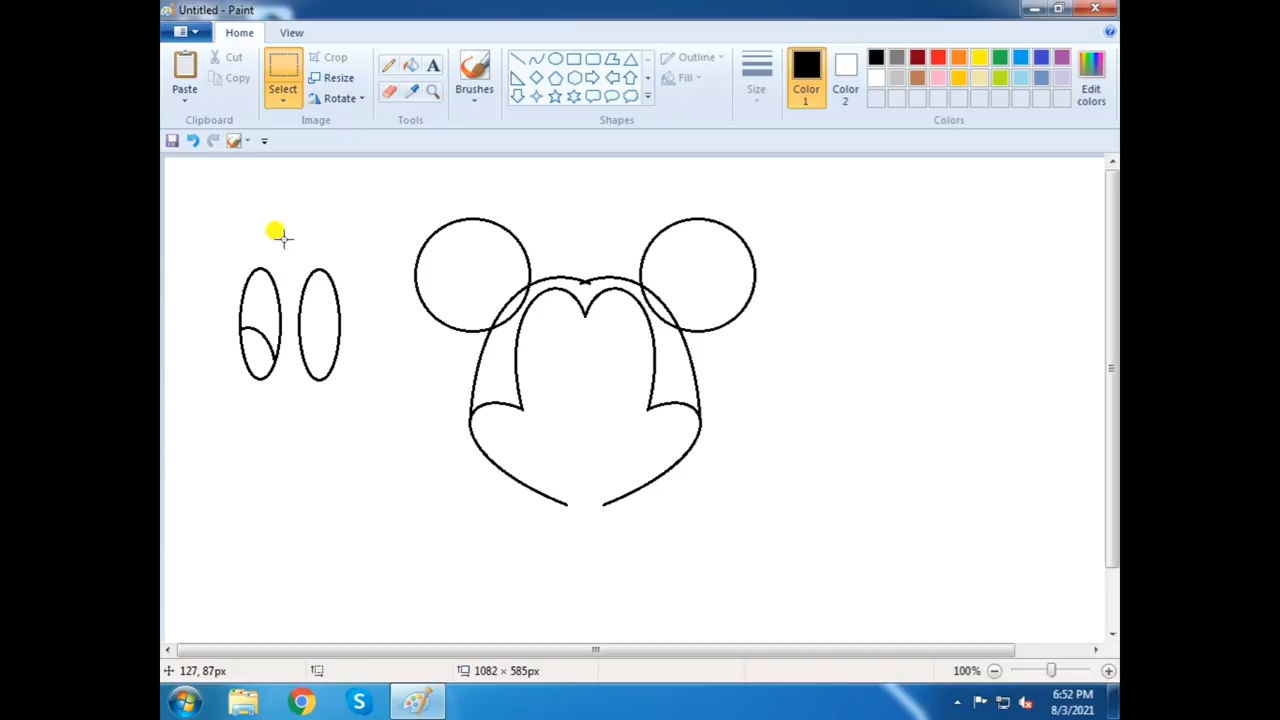 Untitled - Paint
Home View
Paste
Cut
Copy
Clipboard
Select
Crop
Resize
Rotate
Image
A
Tools
Brushes
Shapes
Outline
Fill
Size
Color 1
Color 2
Edit colors
Colors
127, 87px
1082 × 585px
100%
6:52 PM
8/3/2021